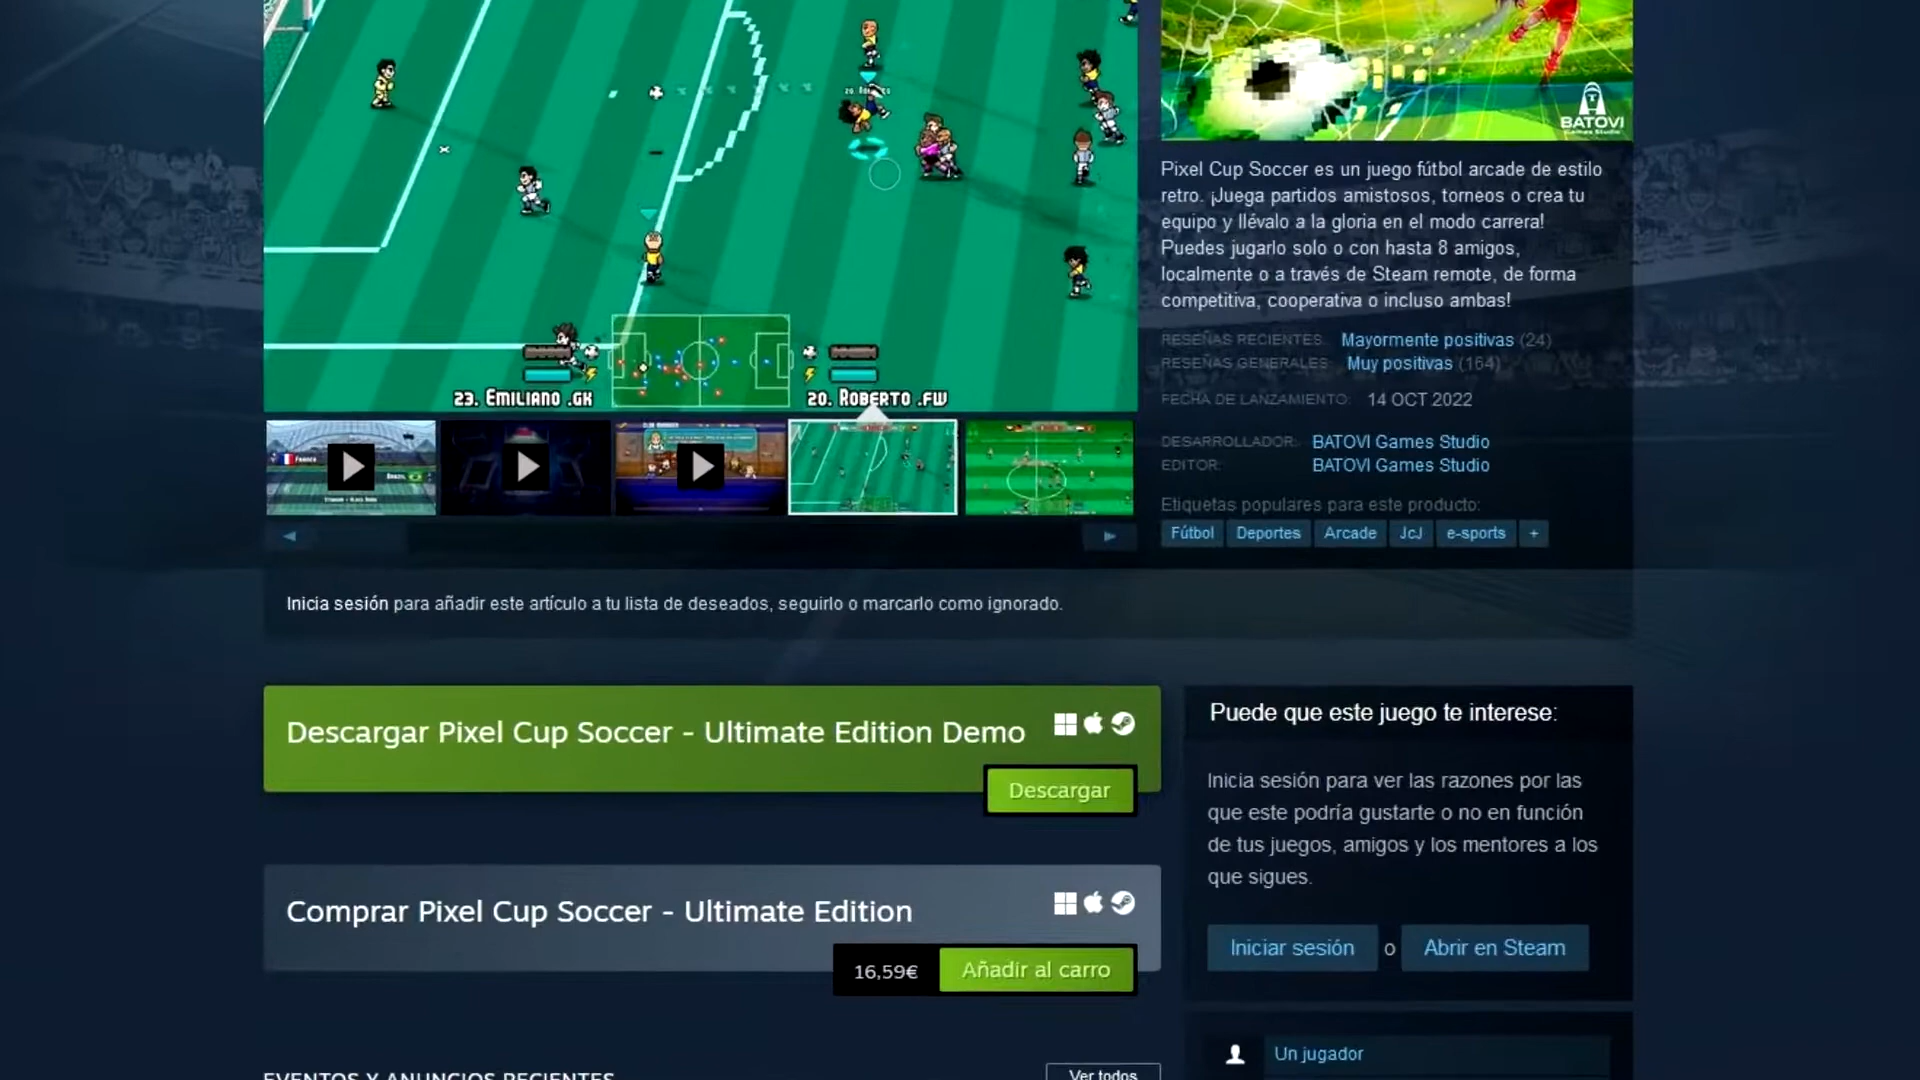 BATOVI
Games Studio
23. EMILIANO .GK
20. ROBERTO .FW
Pixel Cup Soccer es un juego fútbol arcade de estilo
retro. ¡Juega partidos amistosos, torneos o crea tu
equipo y llévalo a la gloria en el modo carrera!
Puedes jugarlo solo o con hasta 8 amigos,
localmente o a través de Steam remote, de forma
competitiva, cooperativa o incluso ambas!
RESEÑAS RECIENTES: Mayormente positivas (24)
RESEÑAS GENERALES: Muy positivas (164)
FECHA DE LANZAMIENTO: 14 OCT 2022
DESARROLLADOR: BATOVI Games Studio
EDITOR: BATOVI Games Studio
Etiquetas populares para este producto:
Fútbol Deportes Arcade JcJ e-sports +
Inicia sesión para añadir este artículo a tu lista de deseados, seguirlo o marcarlo como ignorado.
Descargar Pixel Cup Soccer - Ultimate Edition Demo
Descargar
Comprar Pixel Cup Soccer - Ultimate Edition
16,59€ Añadir al carro
Puede que este juego te interese:
Inicia sesión para ver las razones por las
que este podría gustarte o no en función
de tus juegos, amigos y los mentores a los
que sigues.
Iniciar sesión o Abrir en Steam
Un jugador
EVENTOS Y ANUNCIOS RECIENTES
Ver todos